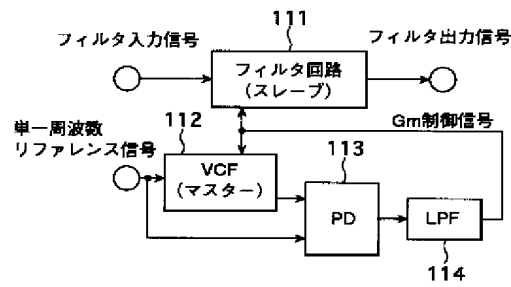 111
フィルタ入力信号
フィルタ出力信号
フィルタ回路
(スレーブ)
単一周波数
リファレンス信号
112
Gm制御信号
VCF
(マスター)
113
PD
LPF
114